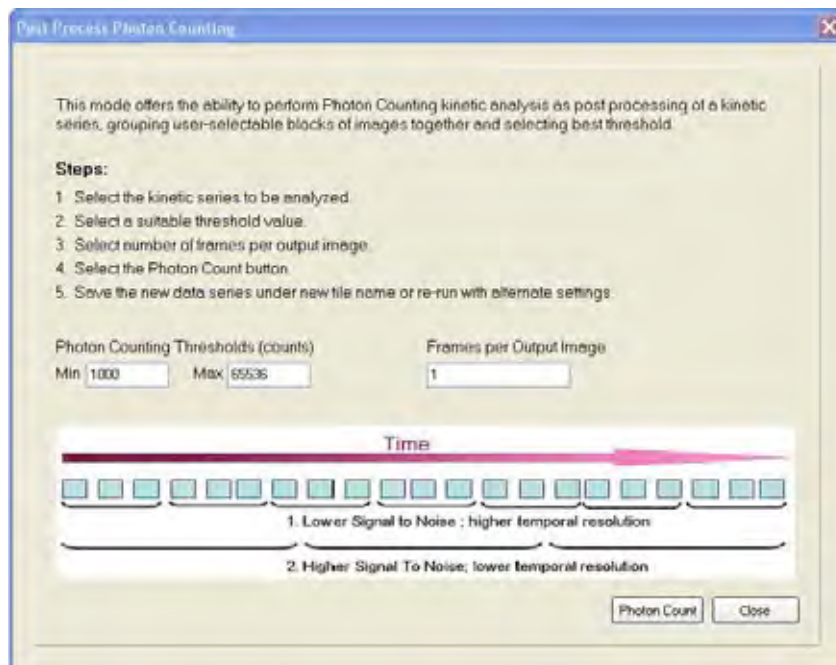 Post Process Photon Counting
This mode offers the ability to perform Photon Counting kinetic analysis as post processing of a kinetic
series, grouping user-selectable blocks of images together and selecting best threshold.
Steps:
1. Select the kinetic series to be analyzed.
2. Select a suitable threshold value.
3. Select number of frames per output image.
4. Select the Photon Count button.
5. Save the new data series under new file name or re-run with alternate settings.
Photon Counting Thresholds (counts) Frames per Output Image
Min 1000 Max 65536 1
Time
1. Lower Signal to Noise ; higher temporal resolution
2. Higher Signal To Noise; lower temporal resolution
Photon Count Close